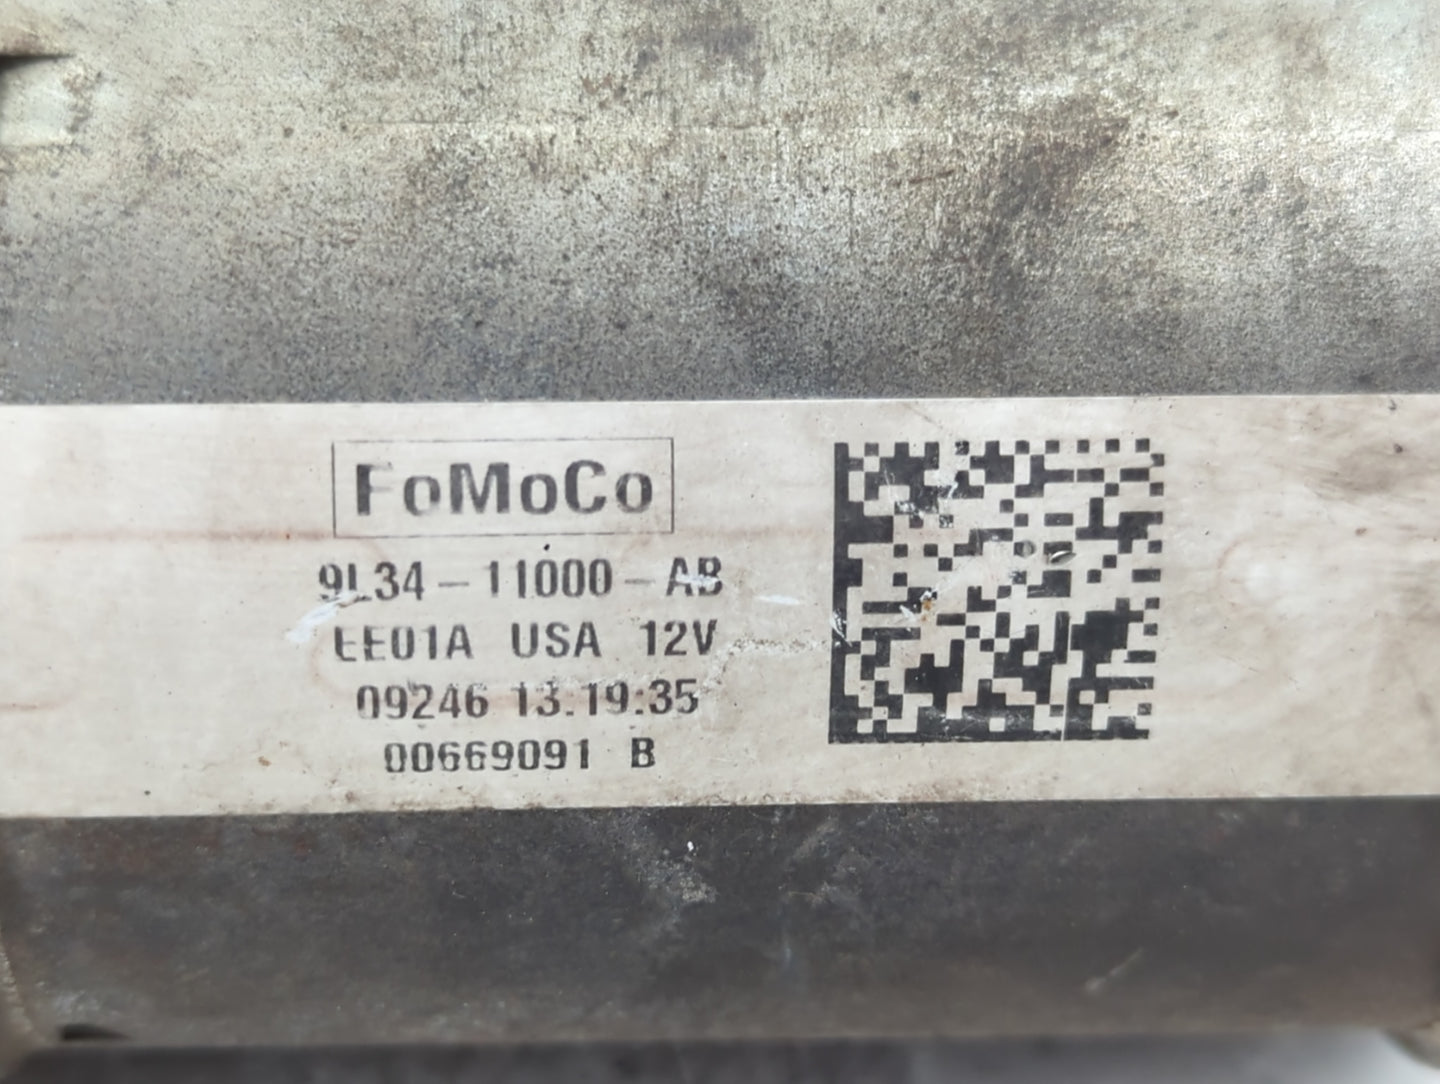 FoMoCo
9L34-11000-AB
EE01A USA 12V
09246 13:19:35
00669091 B